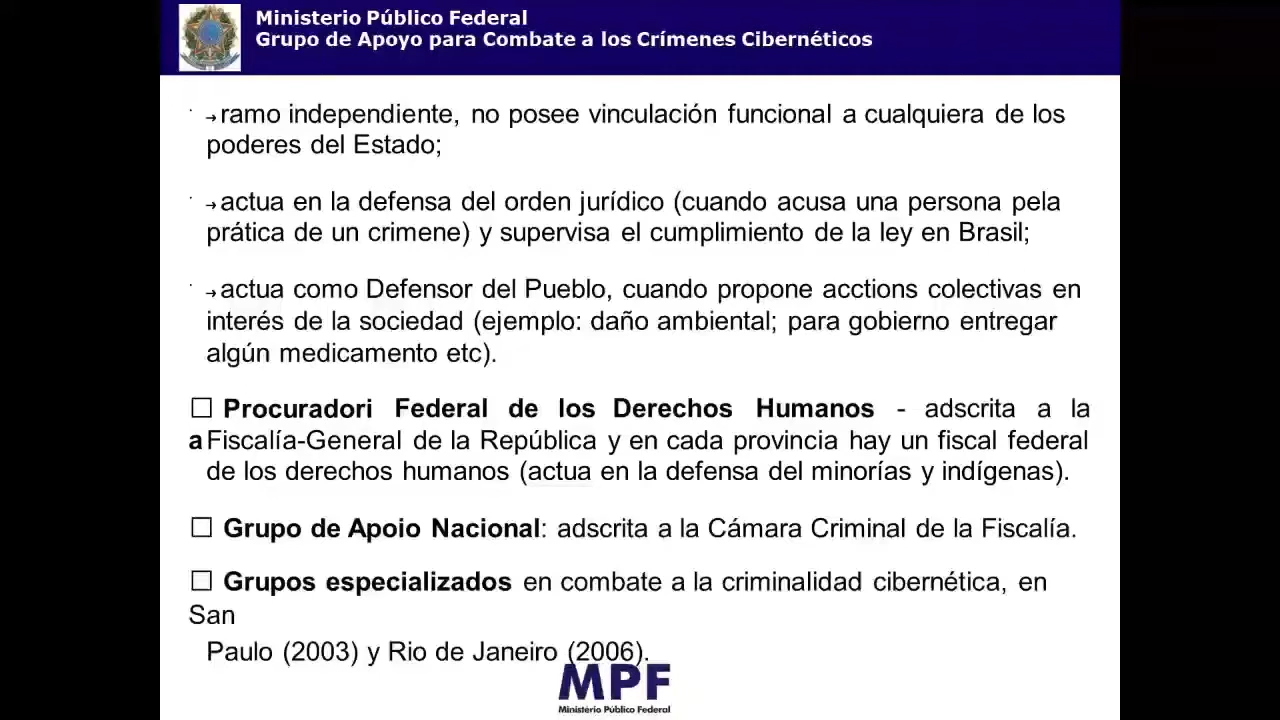 Ministerio Público Federal
Grupo de Apoyo para Combate a los Crímenes Cibernéticos
→ramo independiente, no posee vinculación funcional a cualquiera de los
poderes del Estado;
→actua en la defensa del orden jurídico (cuando acusa una persona pela
prática de un crimene) y supervisa el cumplimiento de la ley en Brasil;
→actua como Defensor del Pueblo, cuando propone acctions colectivas en
interés de la sociedad (ejemplo: daño ambiental; para gobierno entregar
algún medicamento etc).
☐ Procuradori Federal de los Derechos Humanos - adscrita a la
a Fiscalía-General de la República y en cada provincia hay un fiscal federal
de los derechos humanos (actua en la defensa del minorías y indígenas).
☐ Grupo de Apoio Nacional: adscrita a la Cámara Criminal de la Fiscalía.
☐ Grupos especializados en combate a la criminalidad cibernética, en
San
Paulo (2003) y Rio de Janeiro (2006).
MPF
Ministério Público Federal